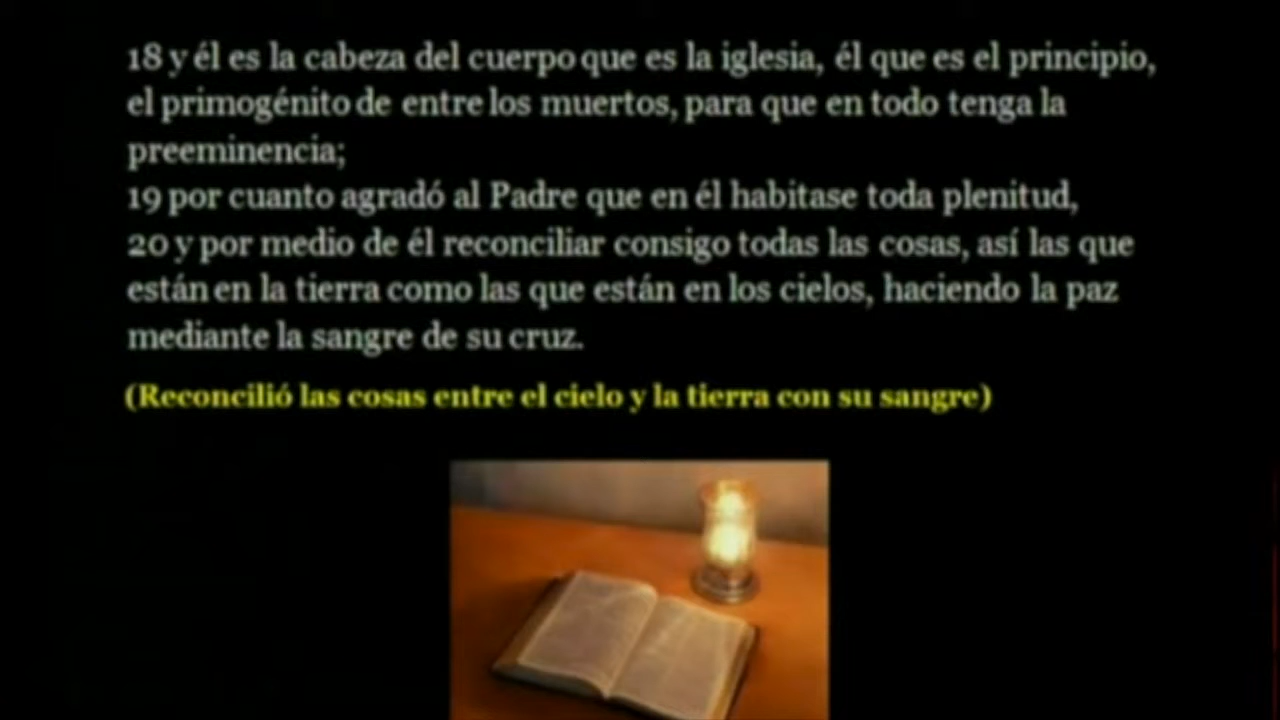 18 y él es la cabeza del cuerpo que es la iglesia, él que es el principio,
el primogénito de entre los muertos, para que en todo tenga la
preeminencia;
19 por cuanto agradó al Padre que en él habitase toda plenitud,
20 y por medio de él reconciliar consigo todas las cosas, así las que
están en la tierra como las que están en los cielos, haciendo la paz
mediante la sangre de su cruz.
(Reconcilió las cosas entre el cielo y la tierra con su sangre)